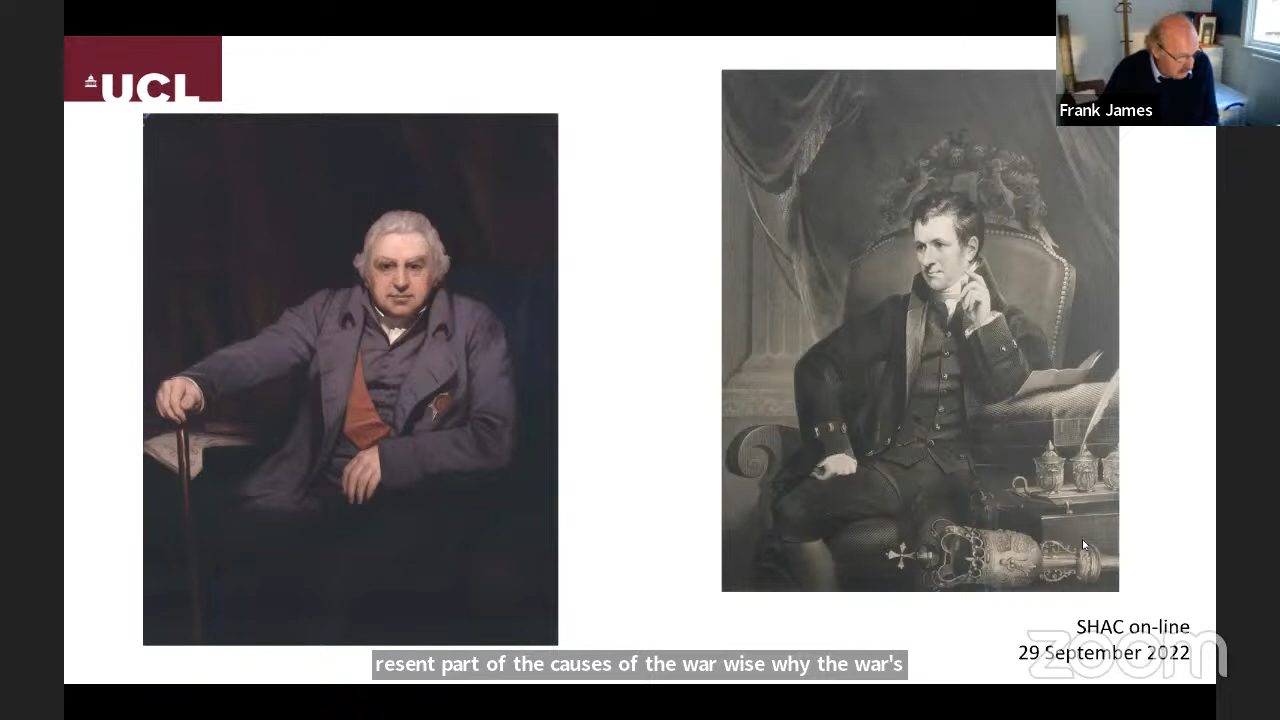 UCL
Frank James
SHAC on-line
29 September 2022
zoom
resent part of the causes of the war wise why the war's